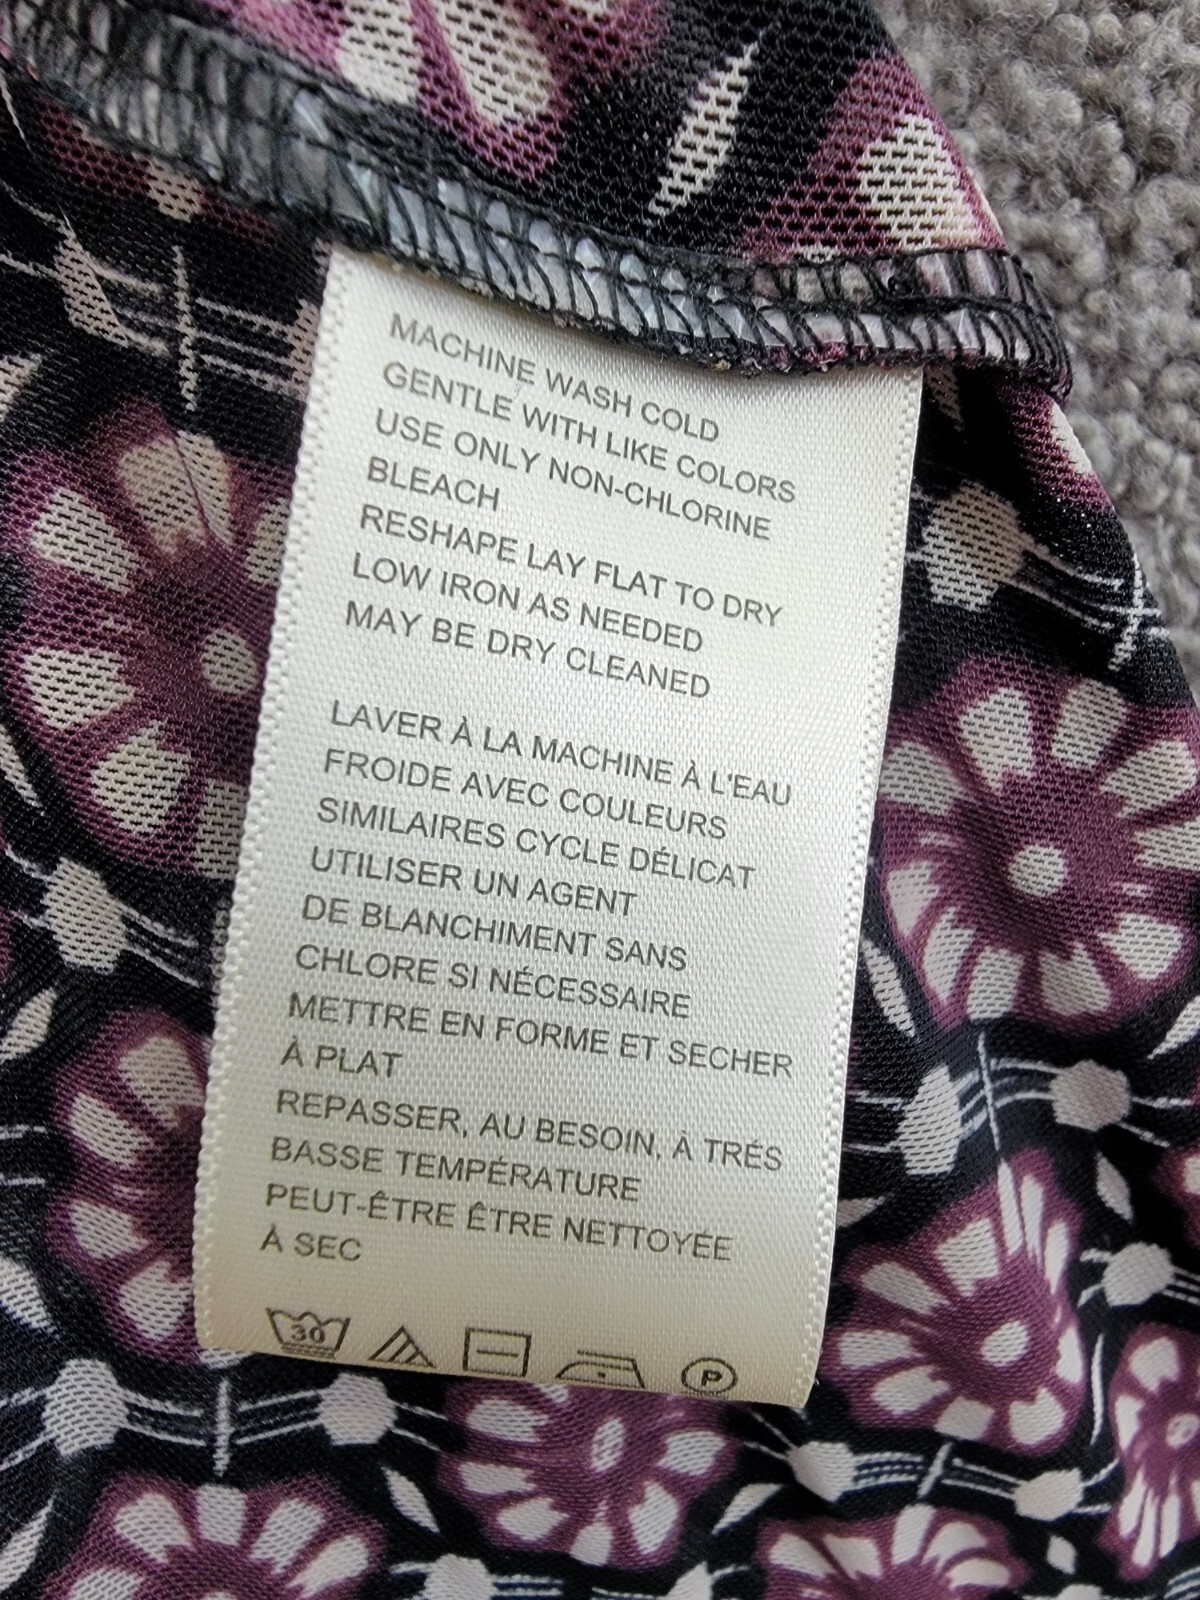 MACHINE WASH COLD
GENTLE WITH LIKE COLORS
USE ONLY NON-CHLORINE
BLEACH
RESHAPE LAY FLAT TO DRY
LOW IRON AS NEEDED
MAY BE DRY CLEANED
LAVER À LA MACHINE À L'EAU
FROIDE AVEC COULEURS
SIMILAIRES CYCLE DÉLICAT
UTILISER UN AGENT
DE BLANCHIMENT SANS
CHLORE SI NÉCESSAIRE
METTRE EN FORME ET SECHER
À PLAT
REPASSER, AU BESOIN, À TRÉS
BASSE TEMPÉRATURE
PEUT-ÊTRE ÊTRE NETTOYÉE
À SEC
30 P